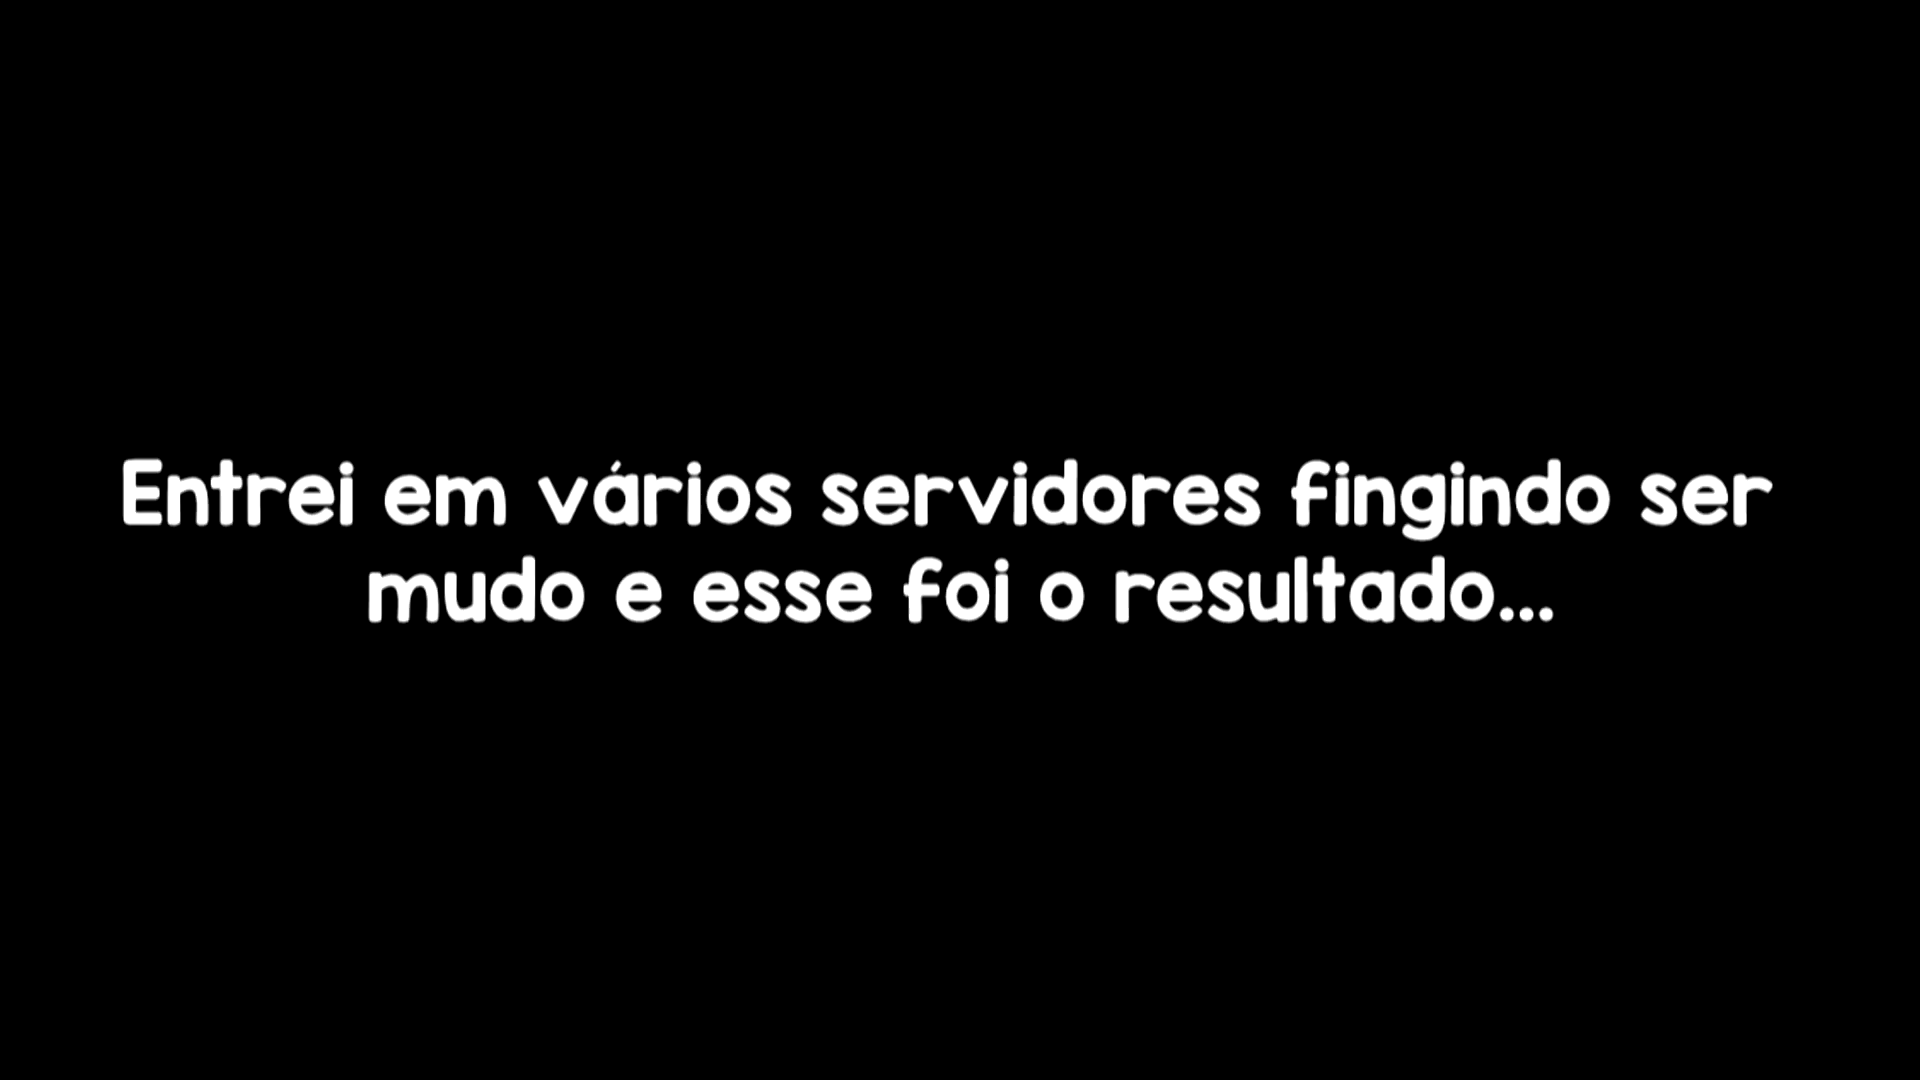 Entrei em vários servidores fingindo ser
mudo e esse foi o resultado...